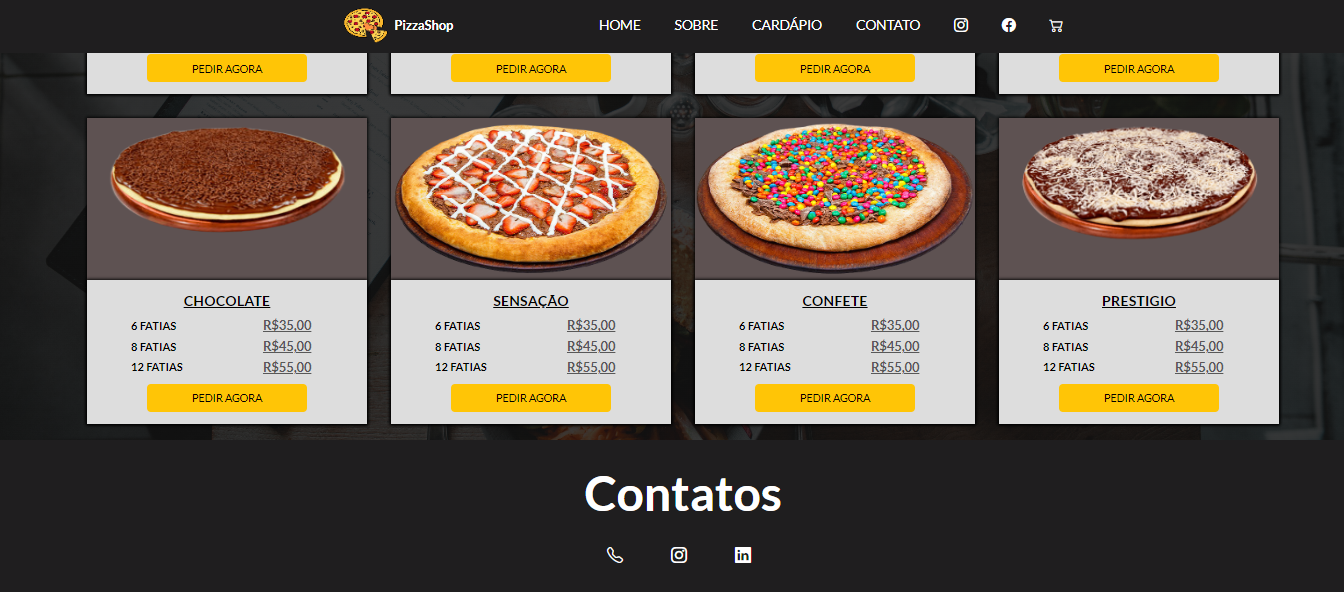 PizzaShop HOME SOBRE CARDÁPIO CONTATO
PEDIR AGORA PEDIR AGORA PEDIR AGORA PEDIR AGORA
CHOCOLATE
6 FATIAS R$35,00
8 FATIAS R$45,00
12 FATIAS R$55,00
PEDIR AGORA
SENSAÇÃO
6 FATIAS R$35,00
8 FATIAS R$45,00
12 FATIAS R$55,00
PEDIR AGORA
CONFETE
6 FATIAS R$35,00
8 FATIAS R$45,00
12 FATIAS R$55,00
PEDIR AGORA
PRESTIGIO
6 FATIAS R$35,00
8 FATIAS R$45,00
12 FATIAS R$55,00
PEDIR AGORA
Contatos